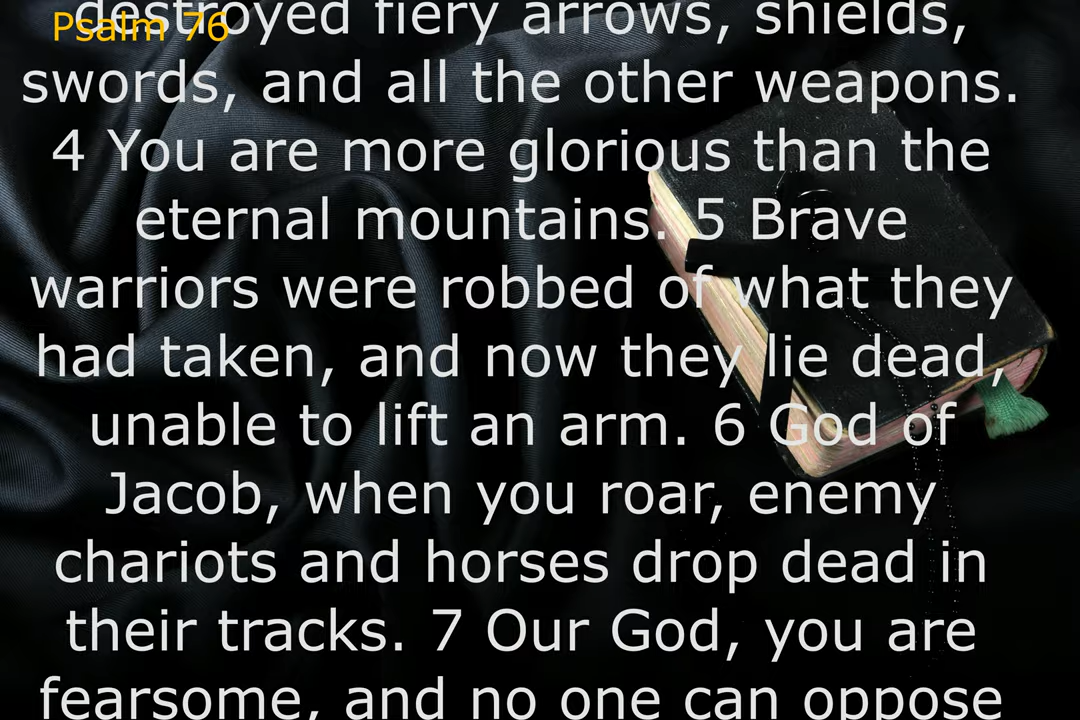 Psalm 76
destroyed fiery arrows, shields,
swords, and all the other weapons.
4 You are more glorious than the
eternal mountains. 5 Brave
warriors were robbed of what they
had taken, and now they lie dead,
unable to lift an arm. 6 God of
Jacob, when you roar, enemy
chariots and horses drop dead in
their tracks. 7 Our God, you are
fearsome, and no one can oppose